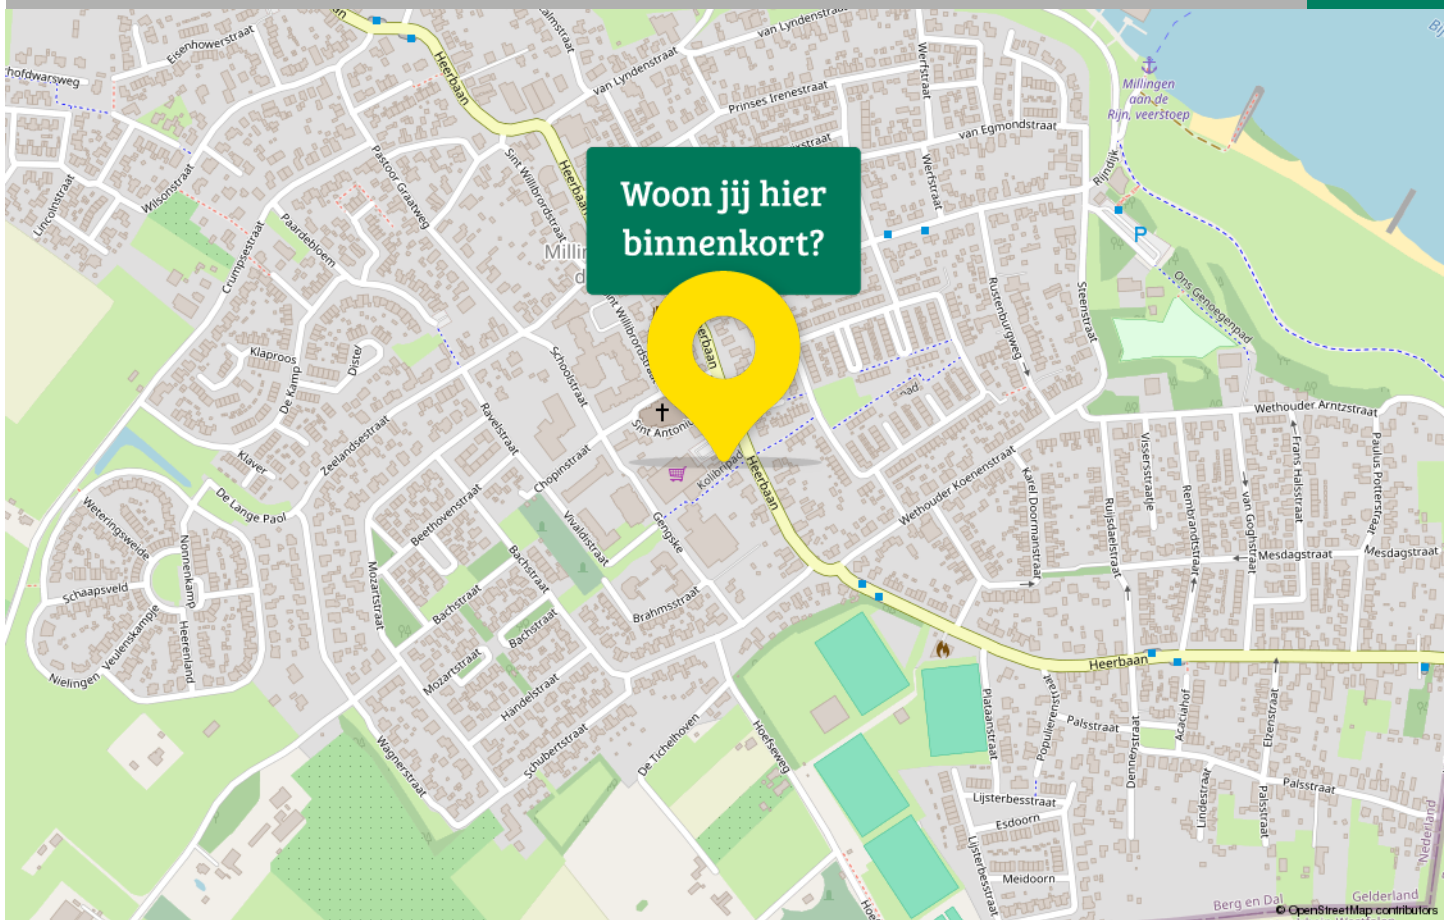 Woon jij hier
binnenkort?
Eisenhowerstraat
Heerbaan
van Lyndenstraat
van Lyndenstraat
Prinses Irenestraat
Werfstraat
Werfstraat
van Egmondstraat
Millingen
aan de
Rijn, veerstoep
Rijndijk
P
Ons Genoegenpad
Lincolnstraat
Wilsonstraat
Pastoor Graatweg
Paardebloem
Crumpsestraat
Sint Willibrordstraat
Heerbaan
Rustenburgweg
Steenstraat
Klaproos
Distel
De Kamp
Klaver
Zeelandsestraat
De Lange Paol
Schoolstraat
Ravelstraat
Chopinstraat
Kolibripad
Heerbaan
Wethouder Koenenstraat
Wethouder Arntzstraat
Vissersstraatje
Karel Doormanstraat
Ruijsdaelstraat
Rembrandtstraat
van Goghstraat
Frans Halsstraat
Paulus Potterstraat
Mesdagstraat
Mesdagstraat
Weteringsweide
Nonnenkamp
Schaapsveld
Veulenskampje
Heerenland
Nielingen
Mozartstraat
Beethovenstraat
Vivaldistraat
Gengske
Bachstraat
Bachstraat
Bachstraat
Brahmsstraat
Mozartstraat
Händelstraat
Schubertstraat
Wagnerstraat
De Tichelhoven
Hoefseweg
Heerbaan
Plataanstraat
Populierenstraat
Palsstraat
Acaciahof
Dennenstraat
Elzenstraat
Palsstraat
Palsstraat
Lindestraat
Lijsterbesstraat
Esdoorn
Lijsterbesstraat
Meidoorn
Nederland
Gelderland
Berg en Dal
© OpenStreetMap contributors